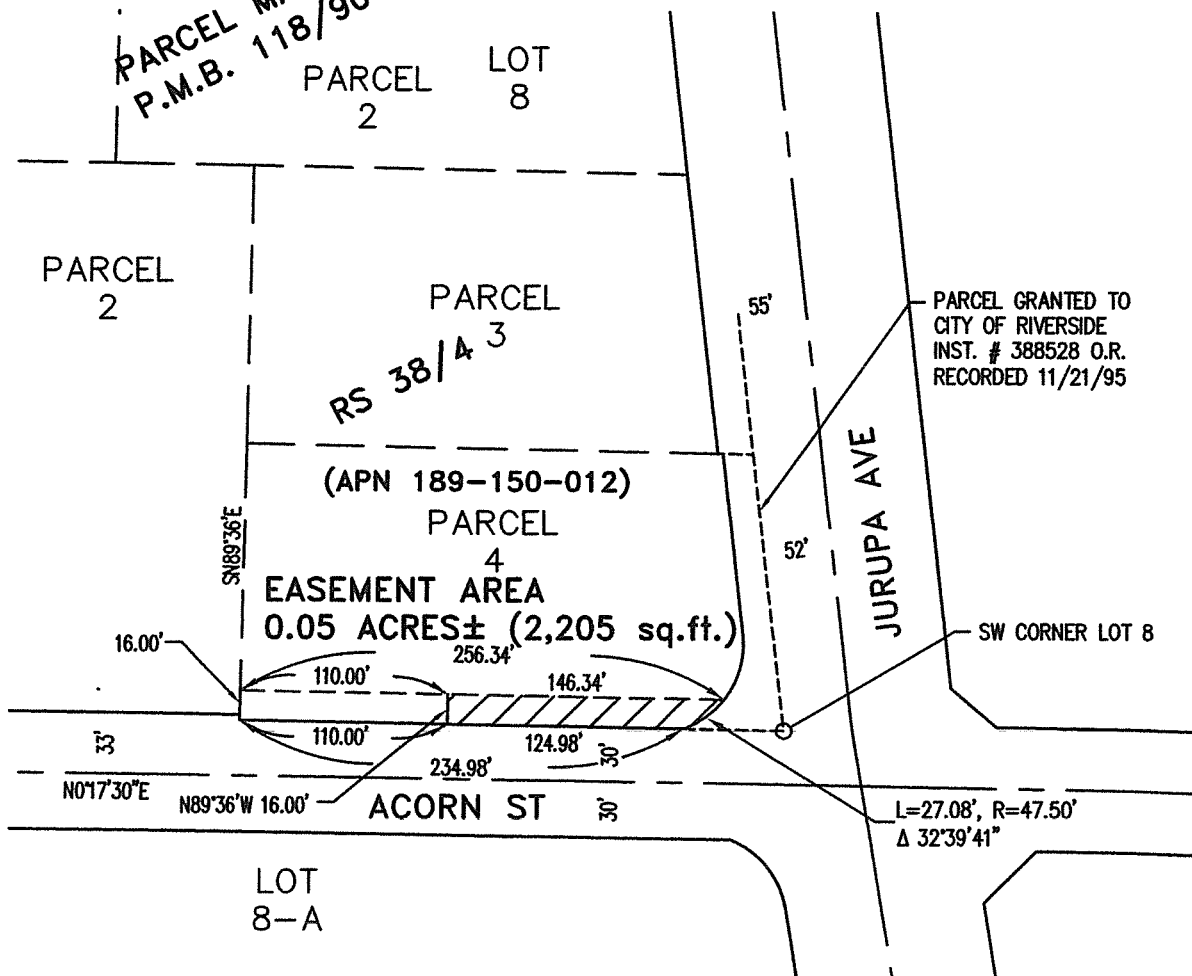 PARCEL
P.M.B. 118/90
PARCEL
2
LOT
8
PARCEL
2
PARCEL
3
RS 38/4
55'
PARCEL GRANTED TO
CITY OF RIVERSIDE
INST. # 388528 O.R.
RECORDED 11/21/95
(APN 189-150-012)
PARCEL
4
SN89°36'E
EASEMENT AREA
0.05 ACRES± (2,205 sq.ft.)
52'
JURUPA AVE
SW CORNER LOT 8
16.00'
256.34'
110.00'
146.34'
110.00'
124.98'
234.98'
33'
30'
N0°17'30"E
N89°36'W 16.00'
ACORN ST
30'
L=27.08', R=47.50'
Δ 32°39'41"
LOT
8-A